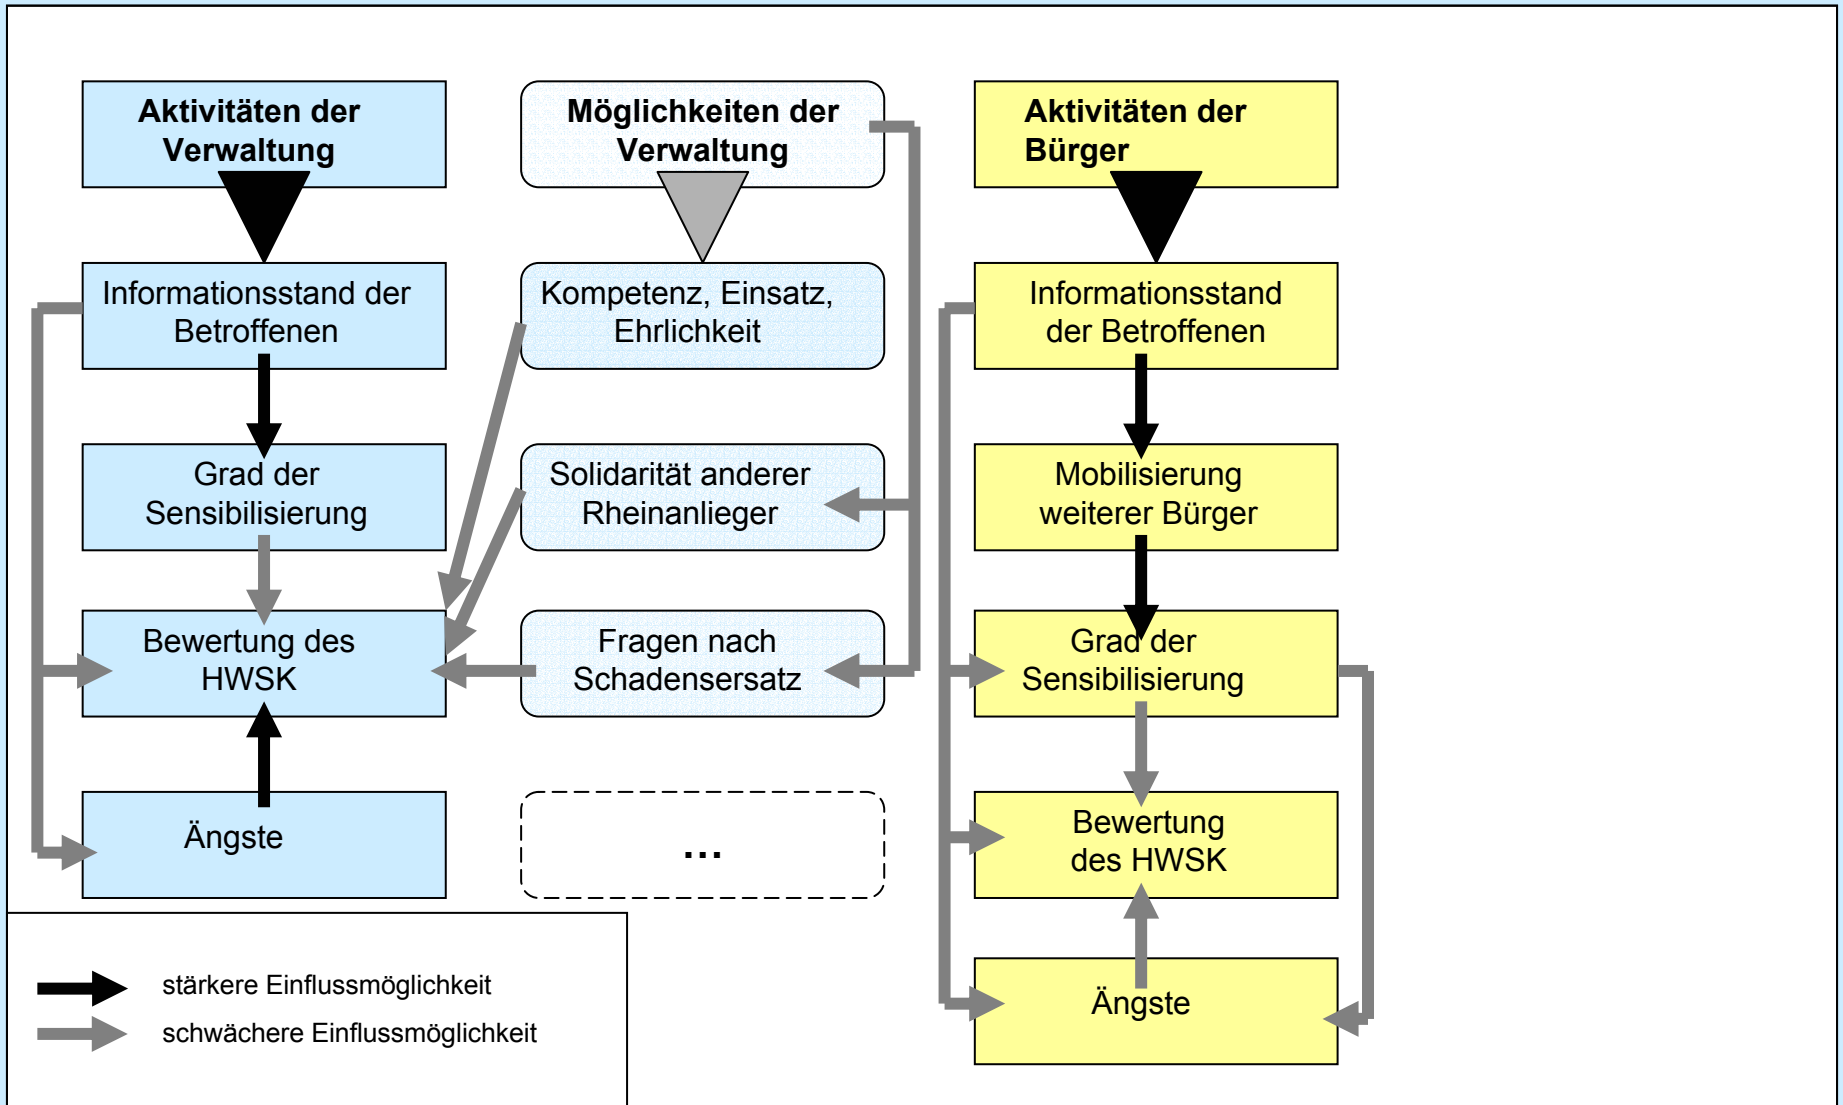 Aktivitäten der
Verwaltung
Informationsstand der
Betroffenen
Grad der
Sensibilisierung
Bewertung des
HWSK
Ängste
Möglichkeiten der
Verwaltung
Kompetenz, Einsatz,
Ehrlichkeit
Solidarität anderer
Rheinanlieger
Fragen nach
Schadensersatz
...
Aktivitäten der
Bürger
Informationsstand
der Betroffenen
Mobilisierung
weiterer Bürger
Grad der
Sensibilisierung
Bewertung
des HWSK
Ängste
stärkere Einflussmöglichkeit
schwächere Einflussmöglichkeit